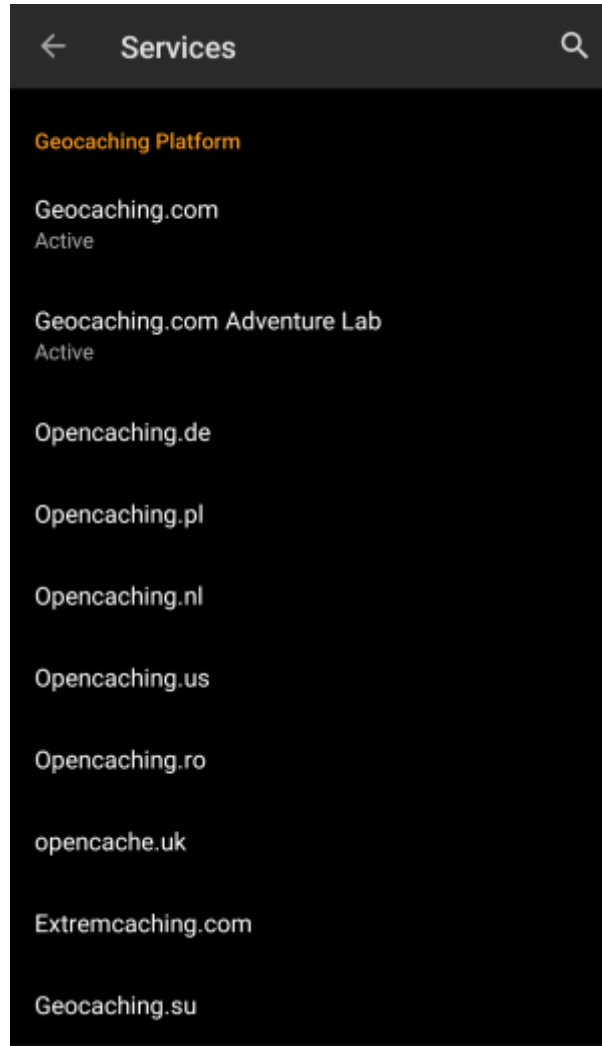 Services
Geocaching Platform
Geocaching.com
Active
Geocaching.com Adventure Lab
Active
Opencaching.de
Opencaching.pl
Opencaching.nl
Opencaching.us
Opencaching.ro
opencache.uk
Extremcaching.com
Geocaching.su